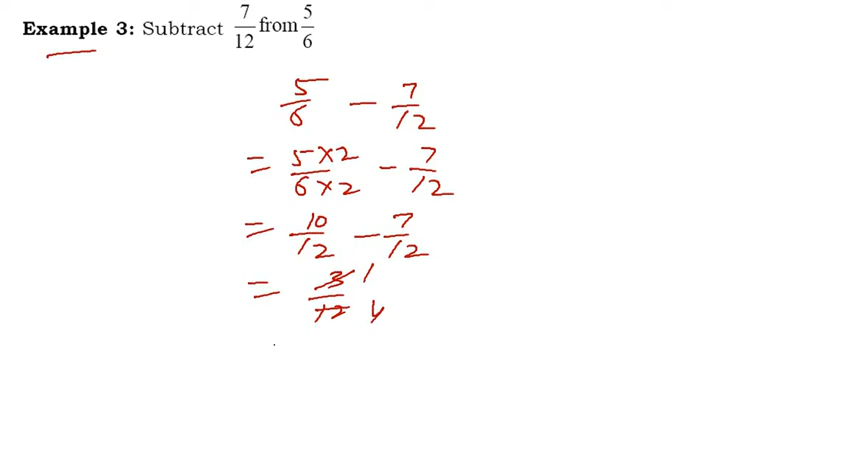 Example 3: Subtract 7/12 from 5/6
5/6 - 7/12
= 5×2/6×2 - 7/12
= 10/12 - 7/12
= 3/12 1/4